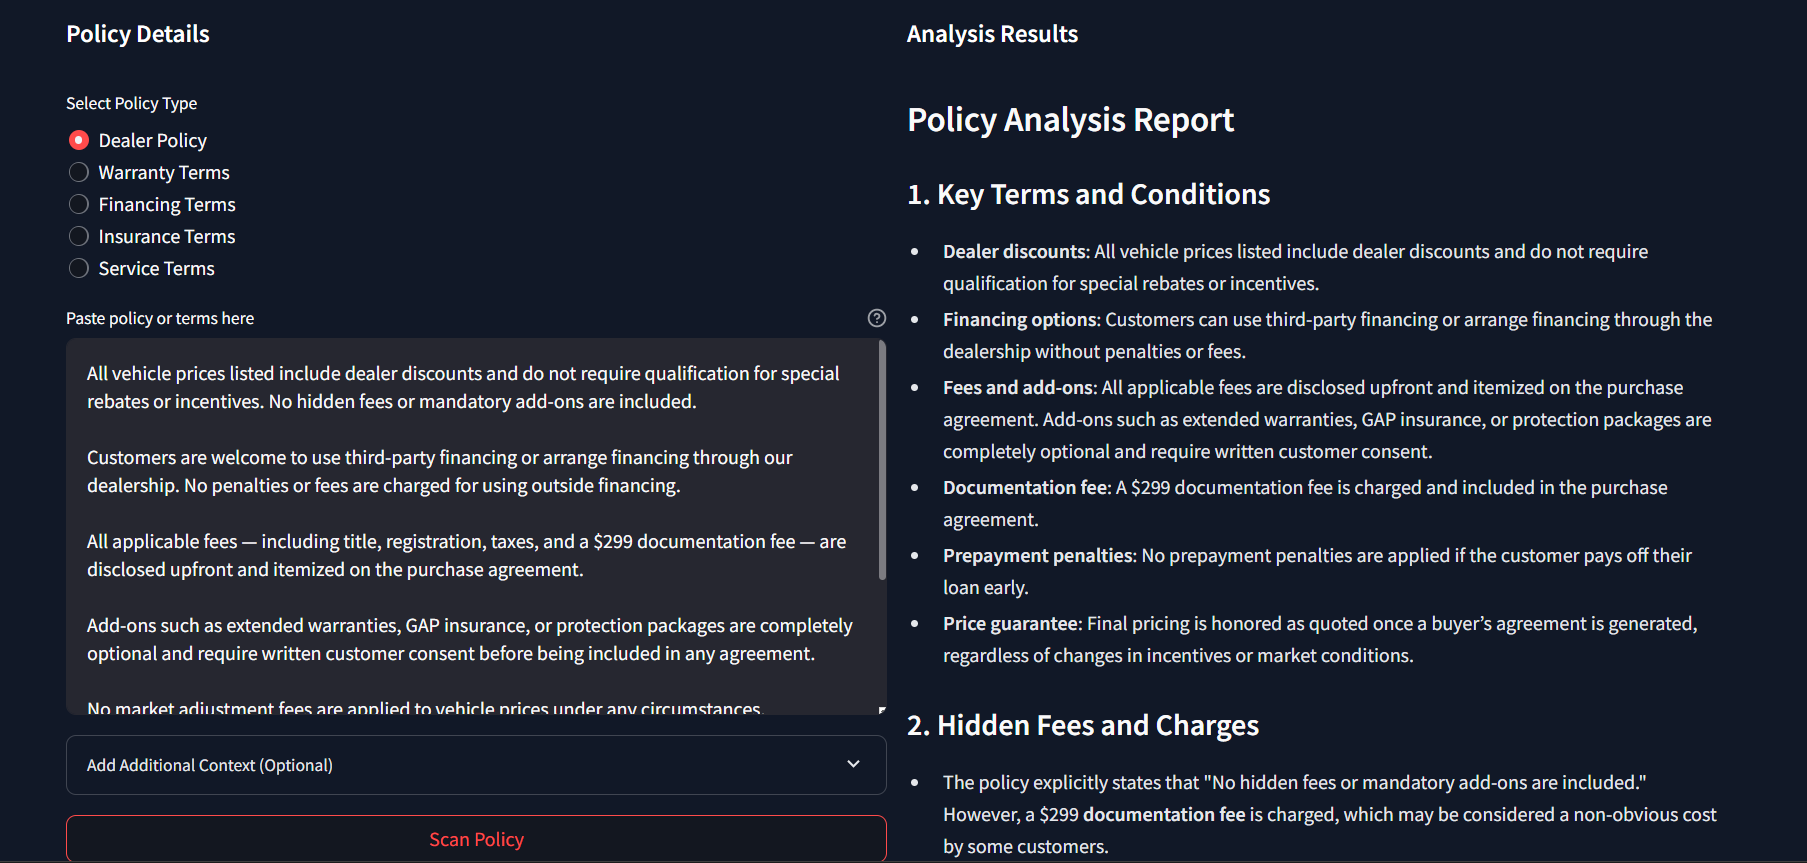 Policy Details
Select Policy Type
Dealer Policy
Warranty Terms
Financing Terms
Insurance Terms
Service Terms
Paste policy or terms here
All vehicle prices listed include dealer discounts and do not require qualification for special
rebates or incentives. No hidden fees or mandatory add-ons are included.
Customers are welcome to use third-party financing or arrange financing through our
dealership. No penalties or fees are charged for using outside financing.
All applicable fees — including title, registration, taxes, and a $299 documentation fee — are
disclosed upfront and itemized on the purchase agreement.
Add-ons such as extended warranties, GAP insurance, or protection packages are completely
optional and require written customer consent before being included in any agreement.
No market adjustment fees are applied to vehicle prices under any circumstances.
Add Additional Context (Optional)
Scan Policy
Analysis Results
Policy Analysis Report
1. Key Terms and Conditions
• Dealer discounts: All vehicle prices listed include dealer discounts and do not require
qualification for special rebates or incentives.
• Financing options: Customers can use third-party financing or arrange financing through the
dealership without penalties or fees.
• Fees and add-ons: All applicable fees are disclosed upfront and itemized on the purchase
agreement. Add-ons such as extended warranties, GAP insurance, or protection packages are
completely optional and require written customer consent.
• Documentation fee: A $299 documentation fee is charged and included in the purchase
agreement.
• Prepayment penalties: No prepayment penalties are applied if the customer pays off their
loan early.
• Price guarantee: Final pricing is honored as quoted once a buyer’s agreement is generated,
regardless of changes in incentives or market conditions.
2. Hidden Fees and Charges
• The policy explicitly states that "No hidden fees or mandatory add-ons are included."
However, a $299 documentation fee is charged, which may be considered a non-obvious cost
by some customers.